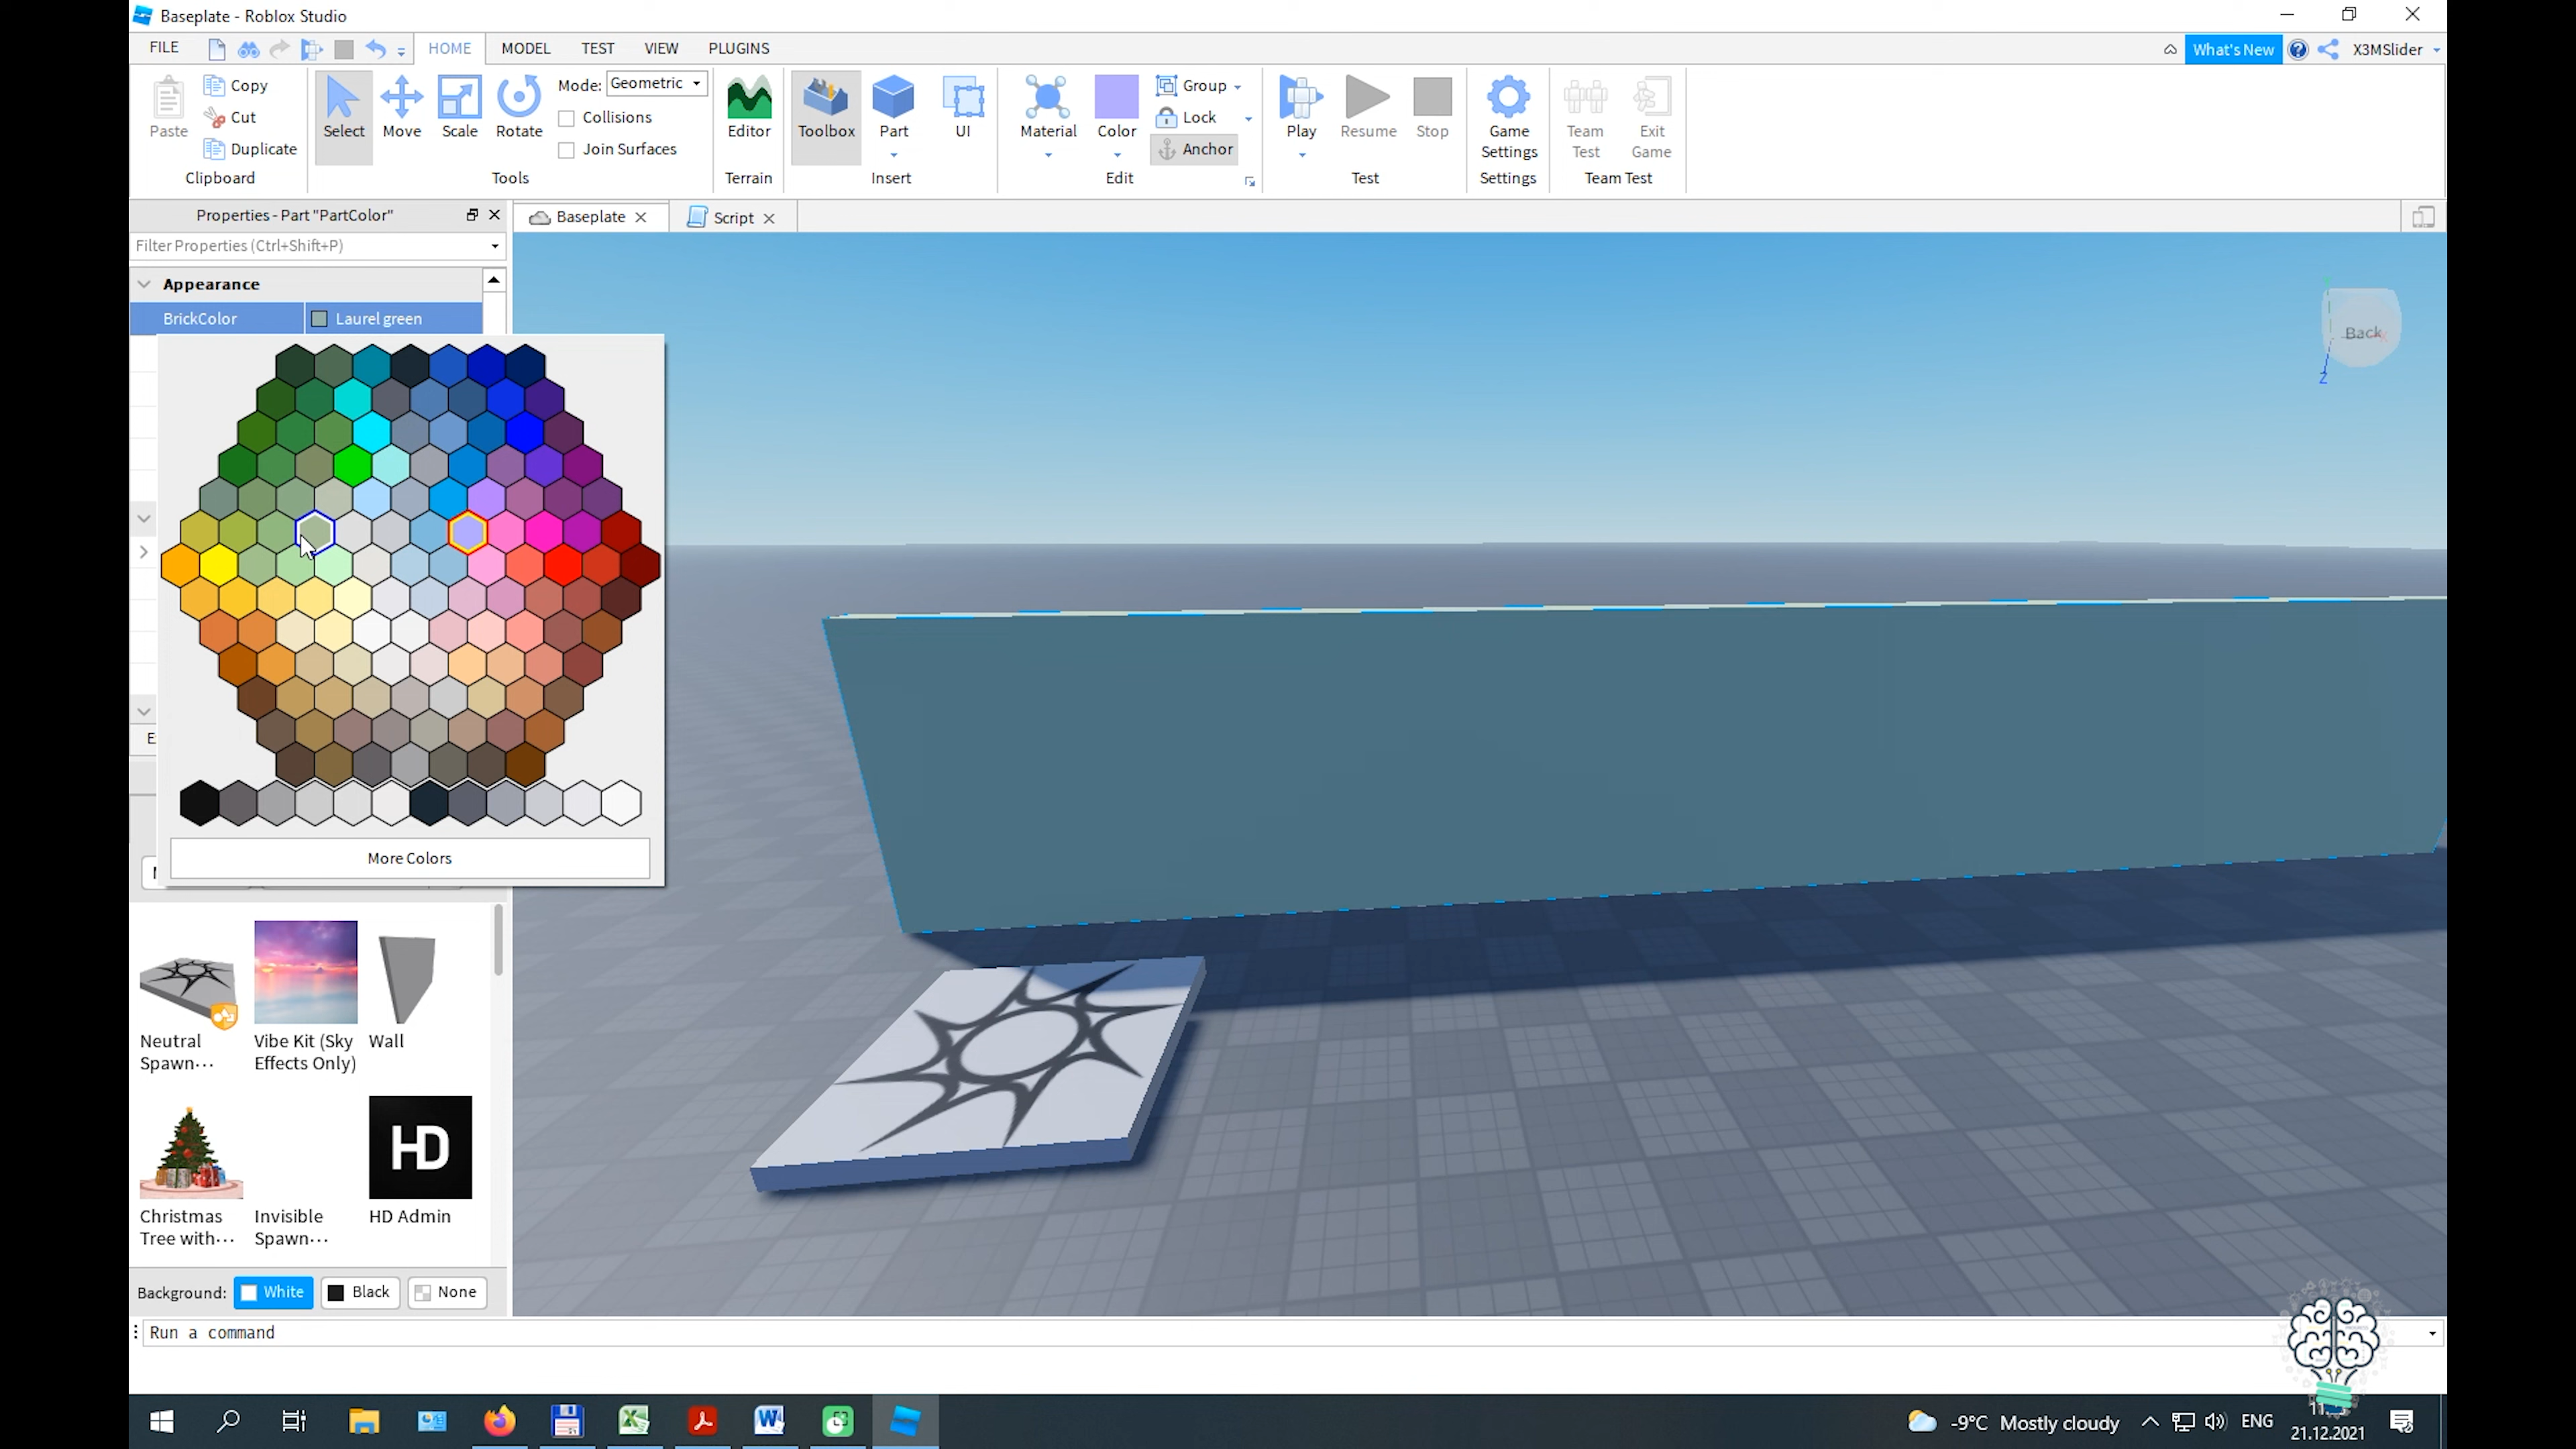 Baseplate - Roblox Studio
FILE HOME MODEL TEST VIEW PLUGINS What's New X3MSlider
Paste Copy Cut Duplicate
Clipboard
Select Move Scale Rotate
Mode: Geometric
Collisions
Join Surfaces
Tools
Editor
Terrain
Toolbox Part UI
Insert
Material Color Group Lock Anchor
Edit
Play Resume Stop
Test
Game Settings
Settings
Team Test Exit Game
Team Test
Properties - Part "PartColor"
Baseplate Script
Filter Properties (Ctrl+Shift+P)
Appearance
BrickColor Laurel green
More Colors
Back
Z
Neutral Spawn...
Vibe Kit (Sky Effects Only)
Wall
Christmas Tree with...
Invisible Spawn...
HD
HD Admin
Background: White Black None
Run a command
-9°C Mostly cloudy ENG
21.12.2021